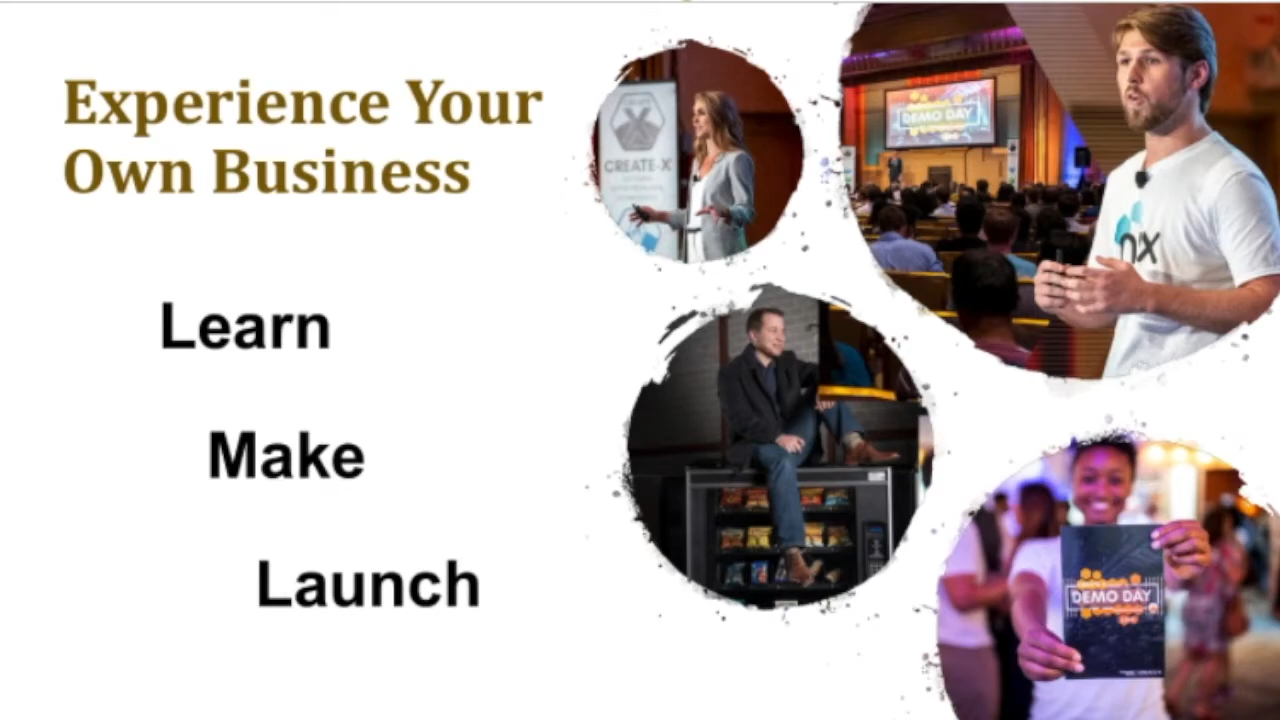 Experience Your
Own Business
Learn
Make
Launch
CREATE-X
DEMO DAY
DEMO DAY